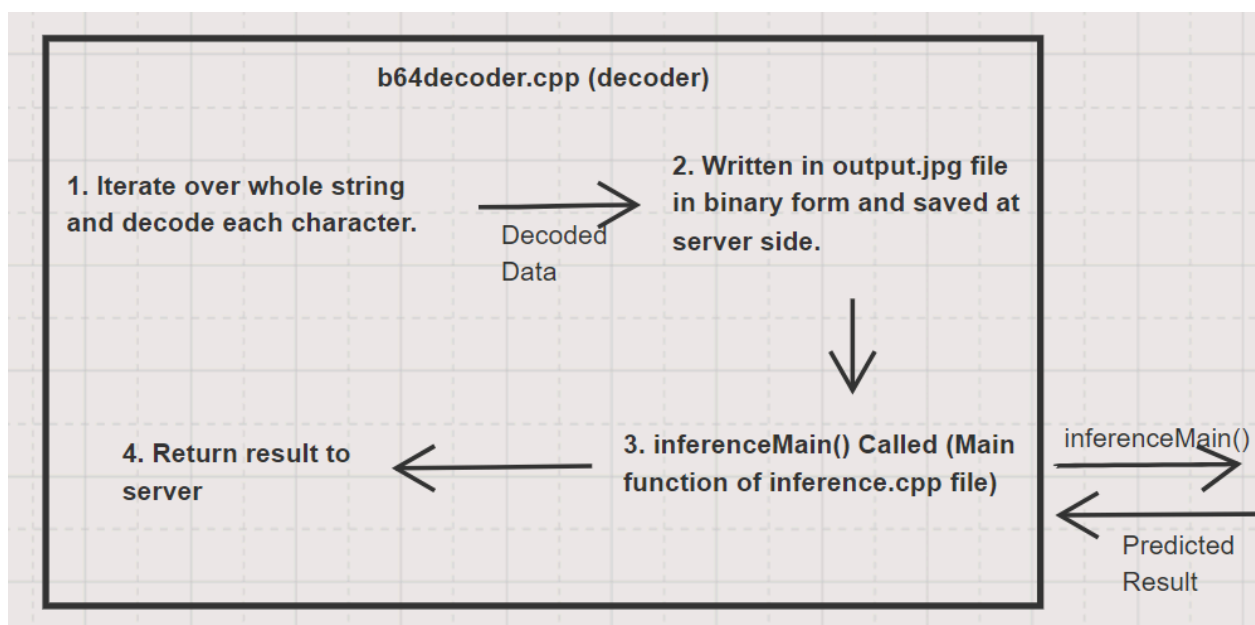 b64decoder.cpp (decoder)
1. Iterate over whole string
and decode each character.
Decoded
Data
2. Written in output.jpg file
in binary form and saved at
server side.
3. inferenceMain() Called (Main
function of inference.cpp file)
4. Return result to
server
inferenceMain()
Predicted
Result